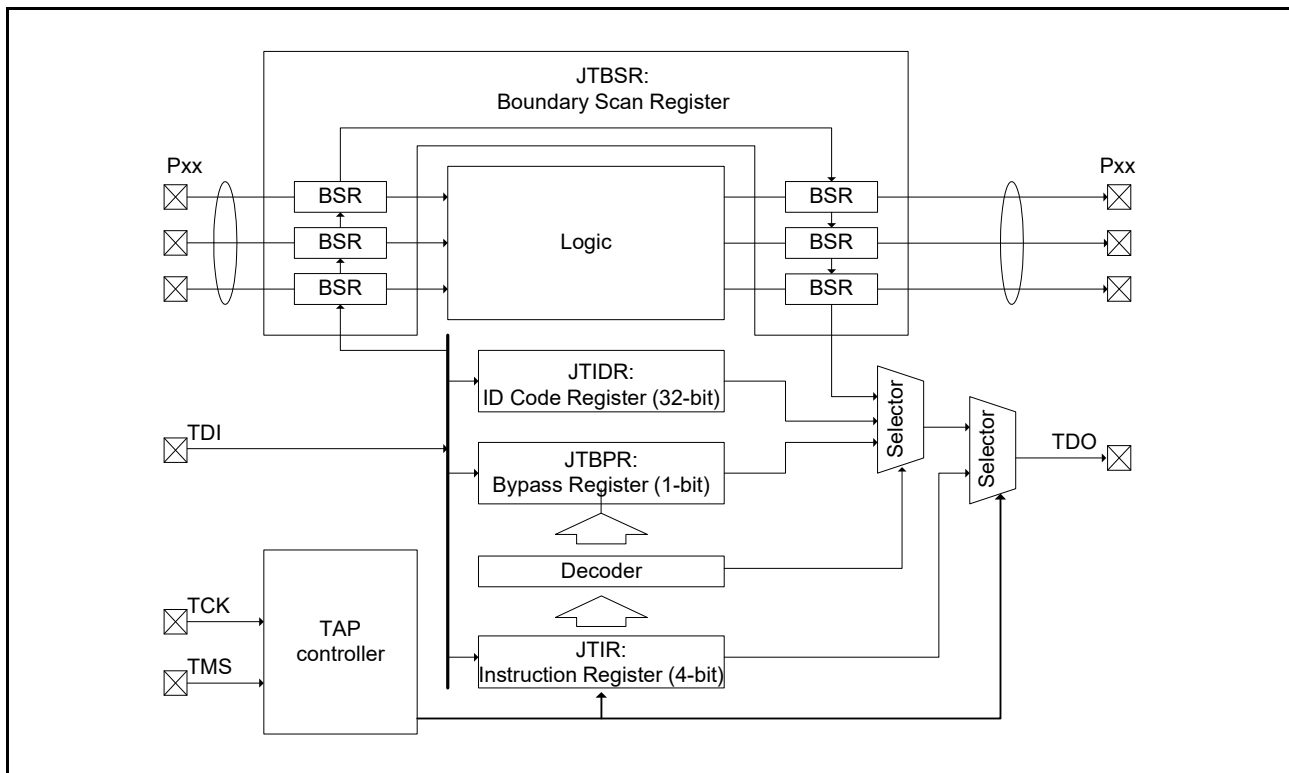 JTBSR:
Boundary Scan Register
Pxx
Pxx
BSR
BSR
BSR
BSR
Logic
BSR
BSR
JTIDR:
ID Code Register (32-bit)
Selector
Selector
TDI
TDO
JTBPR:
Bypass Register (1-bit)
Decoder
TCK
TAP
controller
TMS
JTIR:
Instruction Register (4-bit)